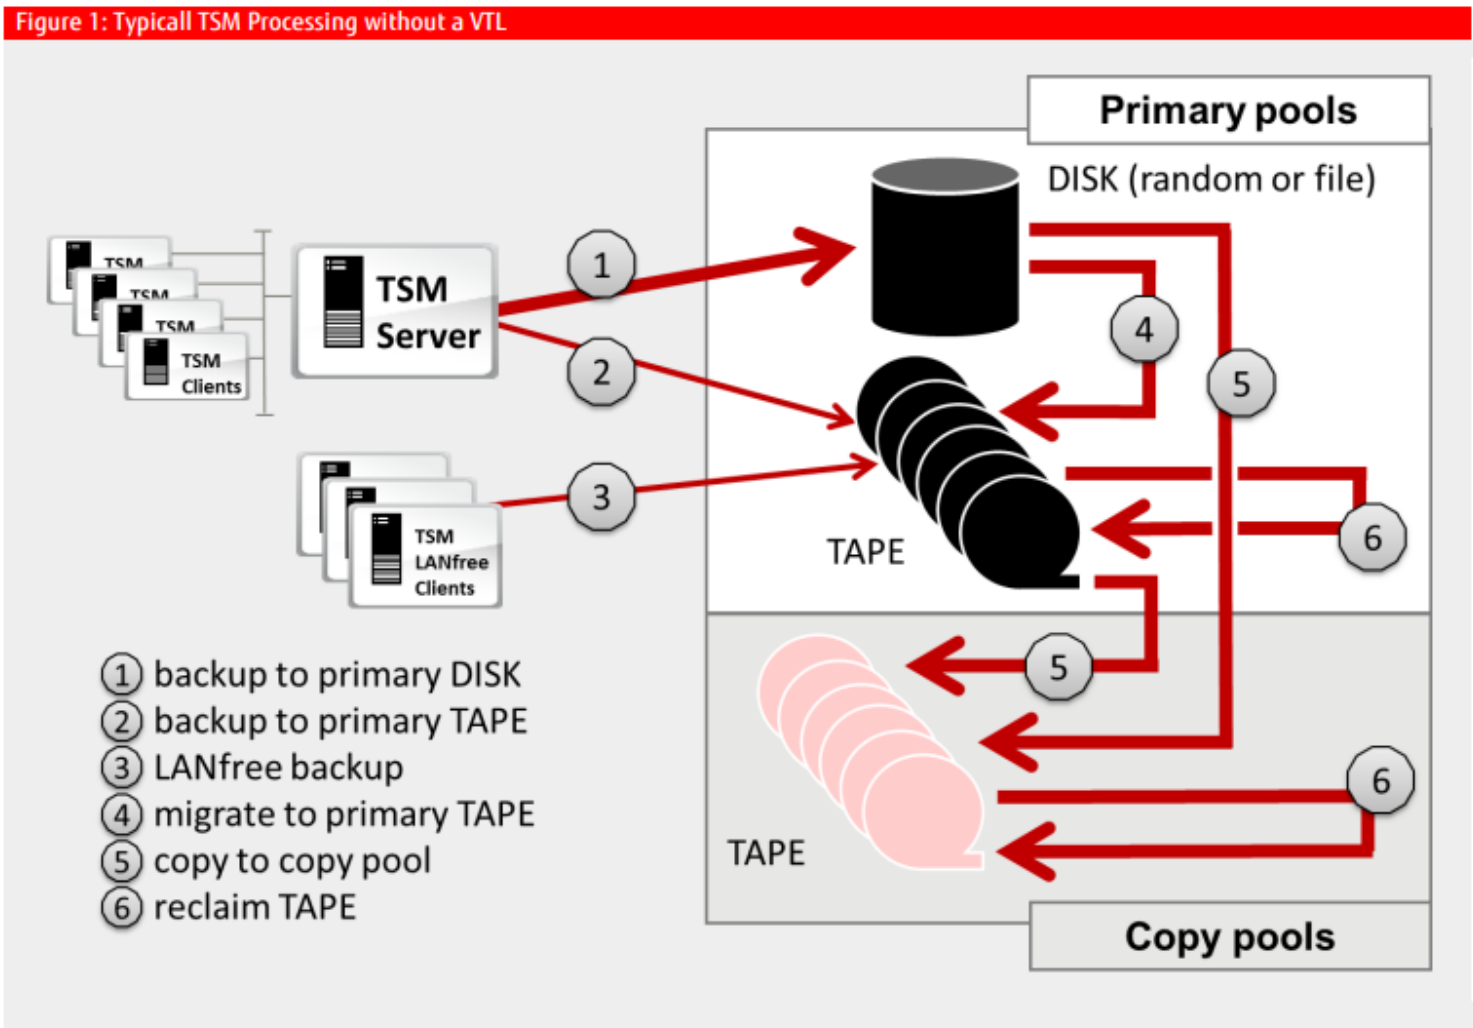 Figure 1: Typicall TSM Processing without a VTL
Primary pools
DISK (random or file)
TSM
TSM
TSM
TSM
Clients
TSM
Server
1
2
3
4
5
6
TAPE
TSM
LANfree
Clients
5
6
TAPE
Copy pools
1 backup to primary DISK
2 backup to primary TAPE
3 LANfree backup
4 migrate to primary TAPE
5 copy to copy pool
6 reclaim TAPE